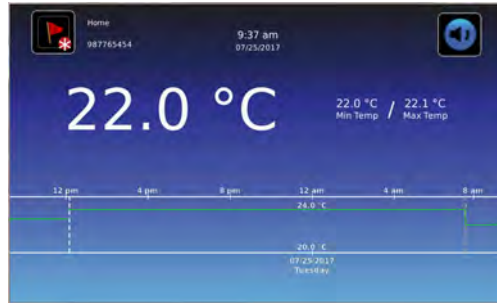 Home
987765454
9:37 am
07/25/2017
22.0 °C
22.0 °C / 22.1 °C
Min Temp Max Temp
12 pm 4 pm 8 pm 12 am 4 am 8 am
24.0 °C
20.0 °C
07/25/2017
Tuesday